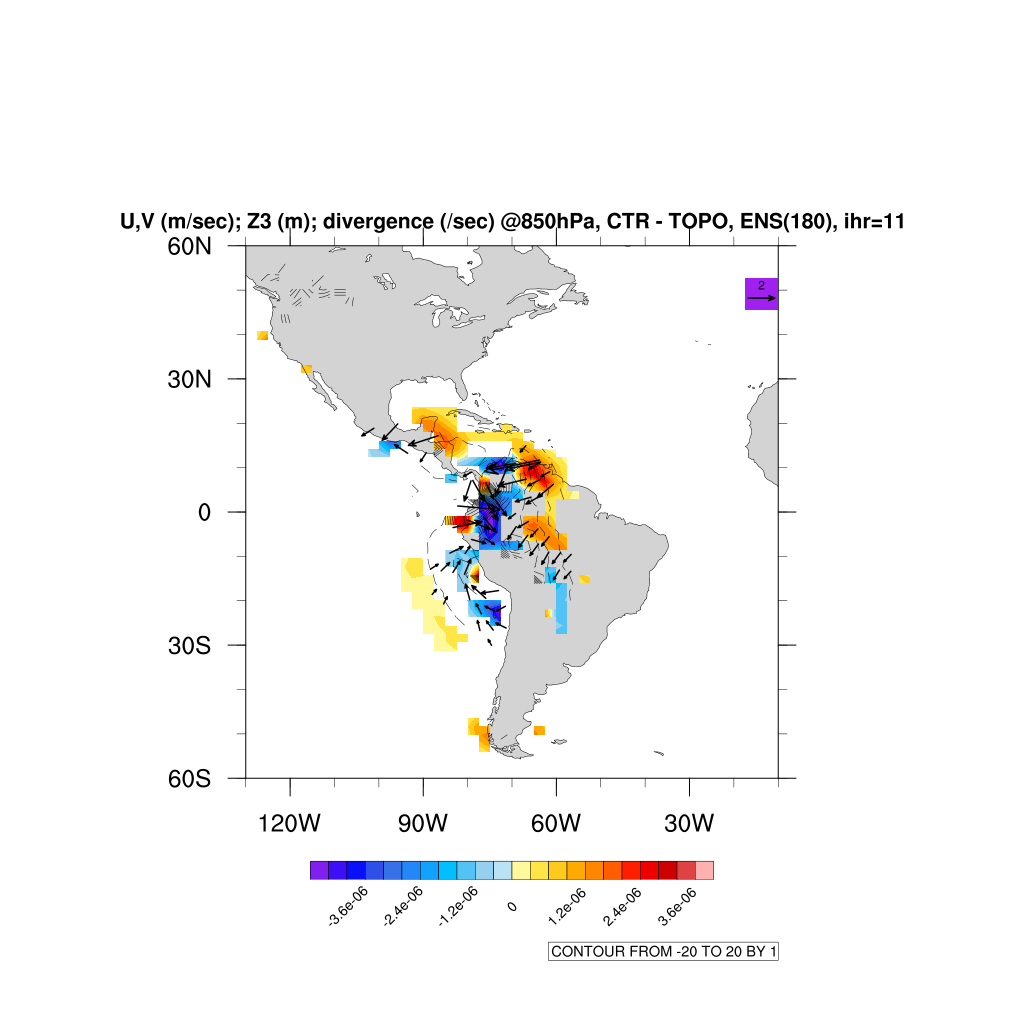 U,V (m/sec); Z3 (m); divergence (/sec) @850hPa, CTR - TOPO, ENS(180), ihr=11
60N
2
30N
0
30S
60S
120W 90W 60W 30W
-3.6e-06 -2.4e-06 -1.2e-06 0 1.2e-06 2.4e-06 3.6e-06
CONTOUR FROM -20 TO 20 BY 1